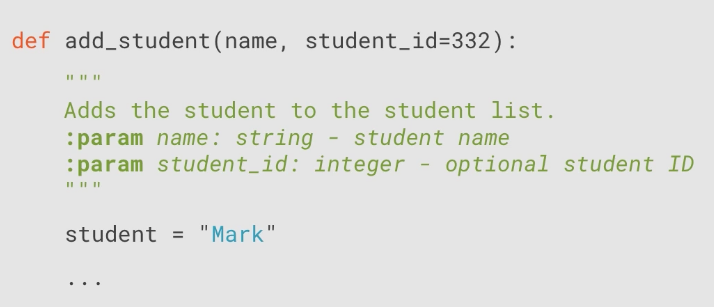 def add_student(name, student_id=332):
"""
Adds the student to the student list.
:param name: string - student name
:param student_id: integer - optional student ID
"""
student = "Mark"
...